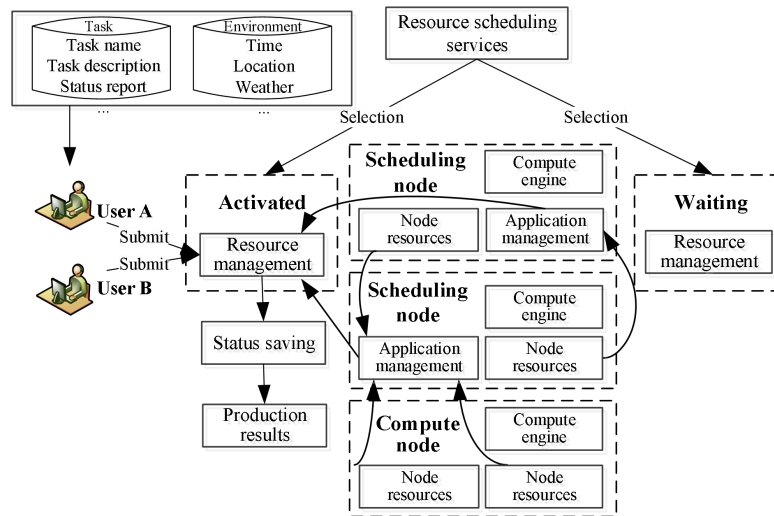 Task
Task name
Task description
Status report
...
Environment
Time
Location
Weather
...
Resource scheduling
services
Selection
Selection
User A
Submit
Submit
User B
Activated
Resource
management
Status saving
Production
results
Scheduling
node
Compute
engine
Node
resources
Application
management
Scheduling
node
Compute
engine
Application
management
Node
resources
Compute
node
Compute
engine
Node
resources
Node
resources
Waiting
Resource
management